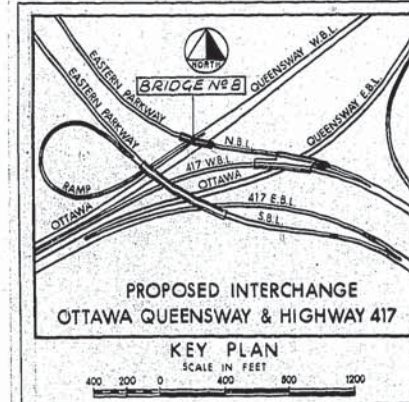 NORTH
BRIDGE Nº 8
EASTERN PARKWAY
EASTERN PARKWAY
QUEENSWAY W.B.L.
QUEENSWAY E.B.L.
N.B.L.
417 W.B.L.
OTTAWA
RAMP
OTTAWA
417 E.B.L.
S.B.L.
PROPOSED INTERCHANGE
OTTAWA QUEENSWAY & HIGHWAY 417
KEY PLAN
SCALE IN FEET
400 200 0 400 800 1200